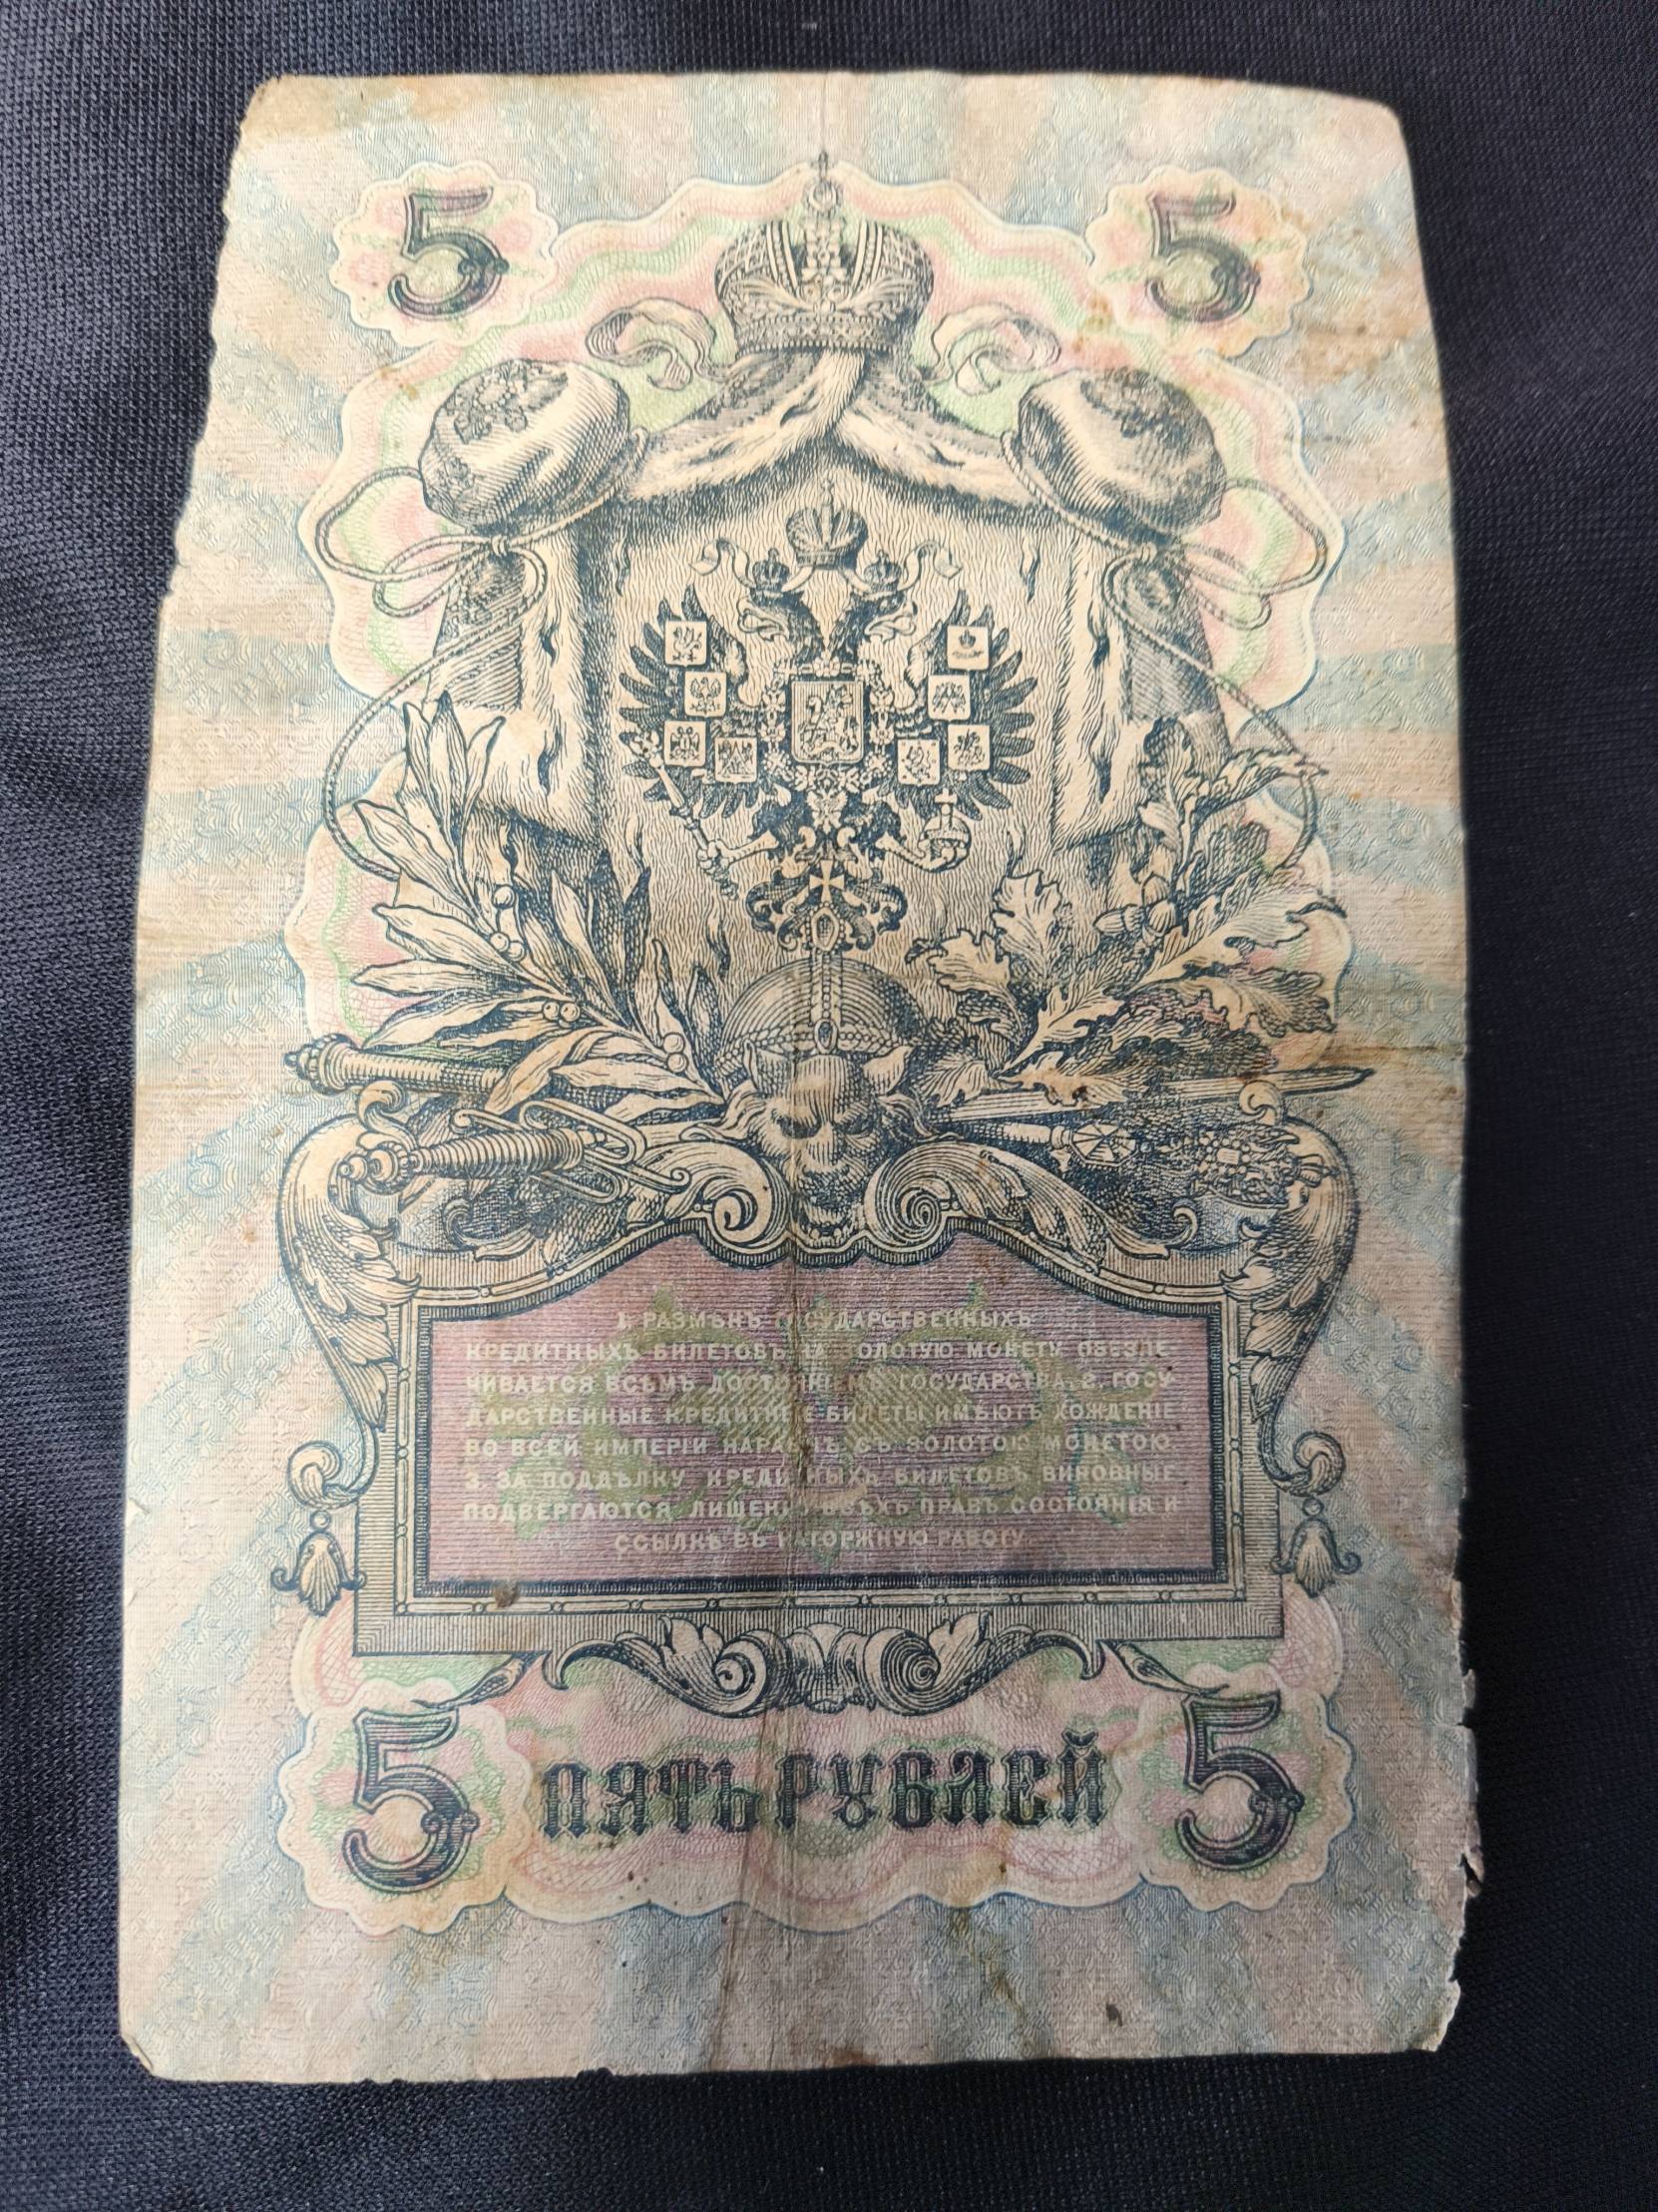 5 5
1. РАЗМѢНЪ ГОСУДАРСТВЕННЫХЪ
КРЕДИТНЫХЪ БИЛЕТОВЪ НА ЗОЛОТУЮ МОНЕТУ ОБЕЗПЕ-
ЧИВАЕТСЯ ВСѢМЪ ДОСТОЯНІЕМЪ ГОСУДАРСТВА. 2. ГОСУ-
ДАРСТВЕННЫЕ КРЕДИТНЫЕ БИЛЕТЫ ИМѢЮТЪ ХОЖДЕНІЕ
ВО ВСЕЙ ИМПЕРІИ НАРАВНѢ СЪ ЗОЛОТОЮ МОНЕТОЮ.
3. ЗА ПОДДѢЛКУ КРЕДИТНЫХЪ БИЛЕТОВЪ ВИНОВНЫЕ
ПОДВЕРГАЮТСЯ ЛИШЕНІЮ ВСѢХЪ ПРАВЪ СОСТОЯНІЯ И
ССЫЛКѢ ВЪ КАТОРЖНУЮ РАБОТУ.
5 ПЯТЬ РУБЛЕЙ 5